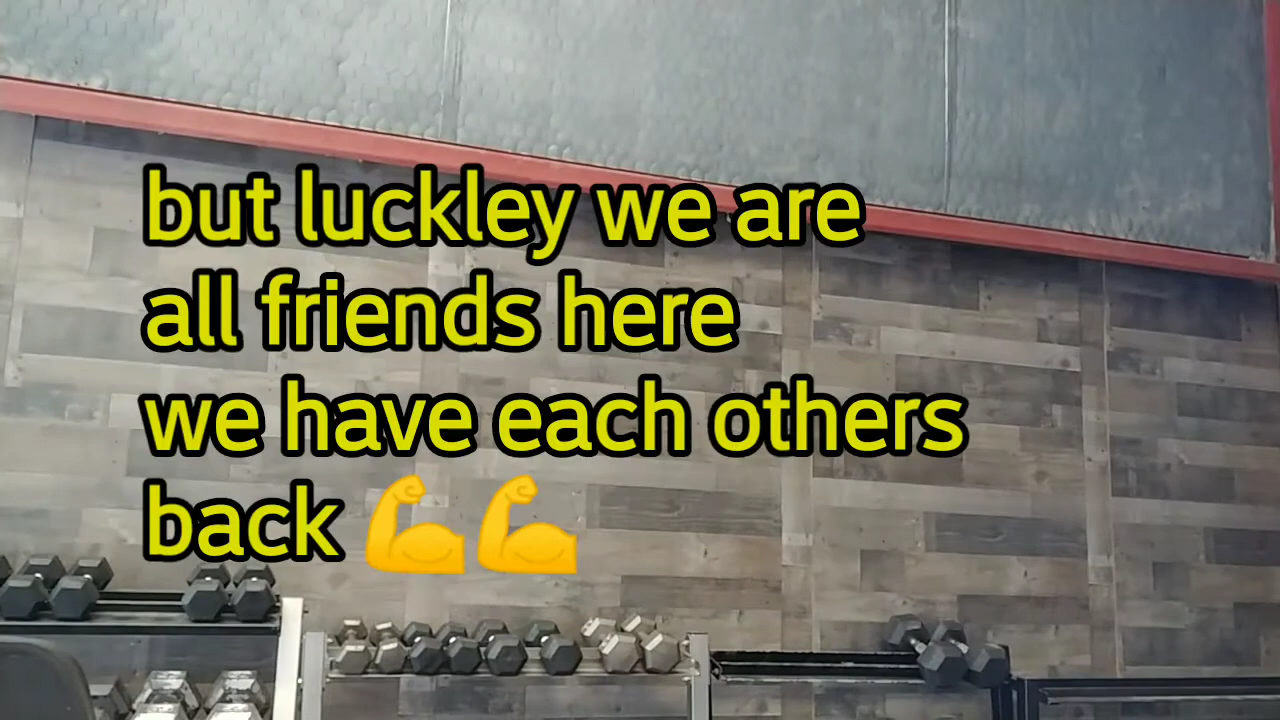 but luckley we are
all friends here
we have each others
back 💪💪